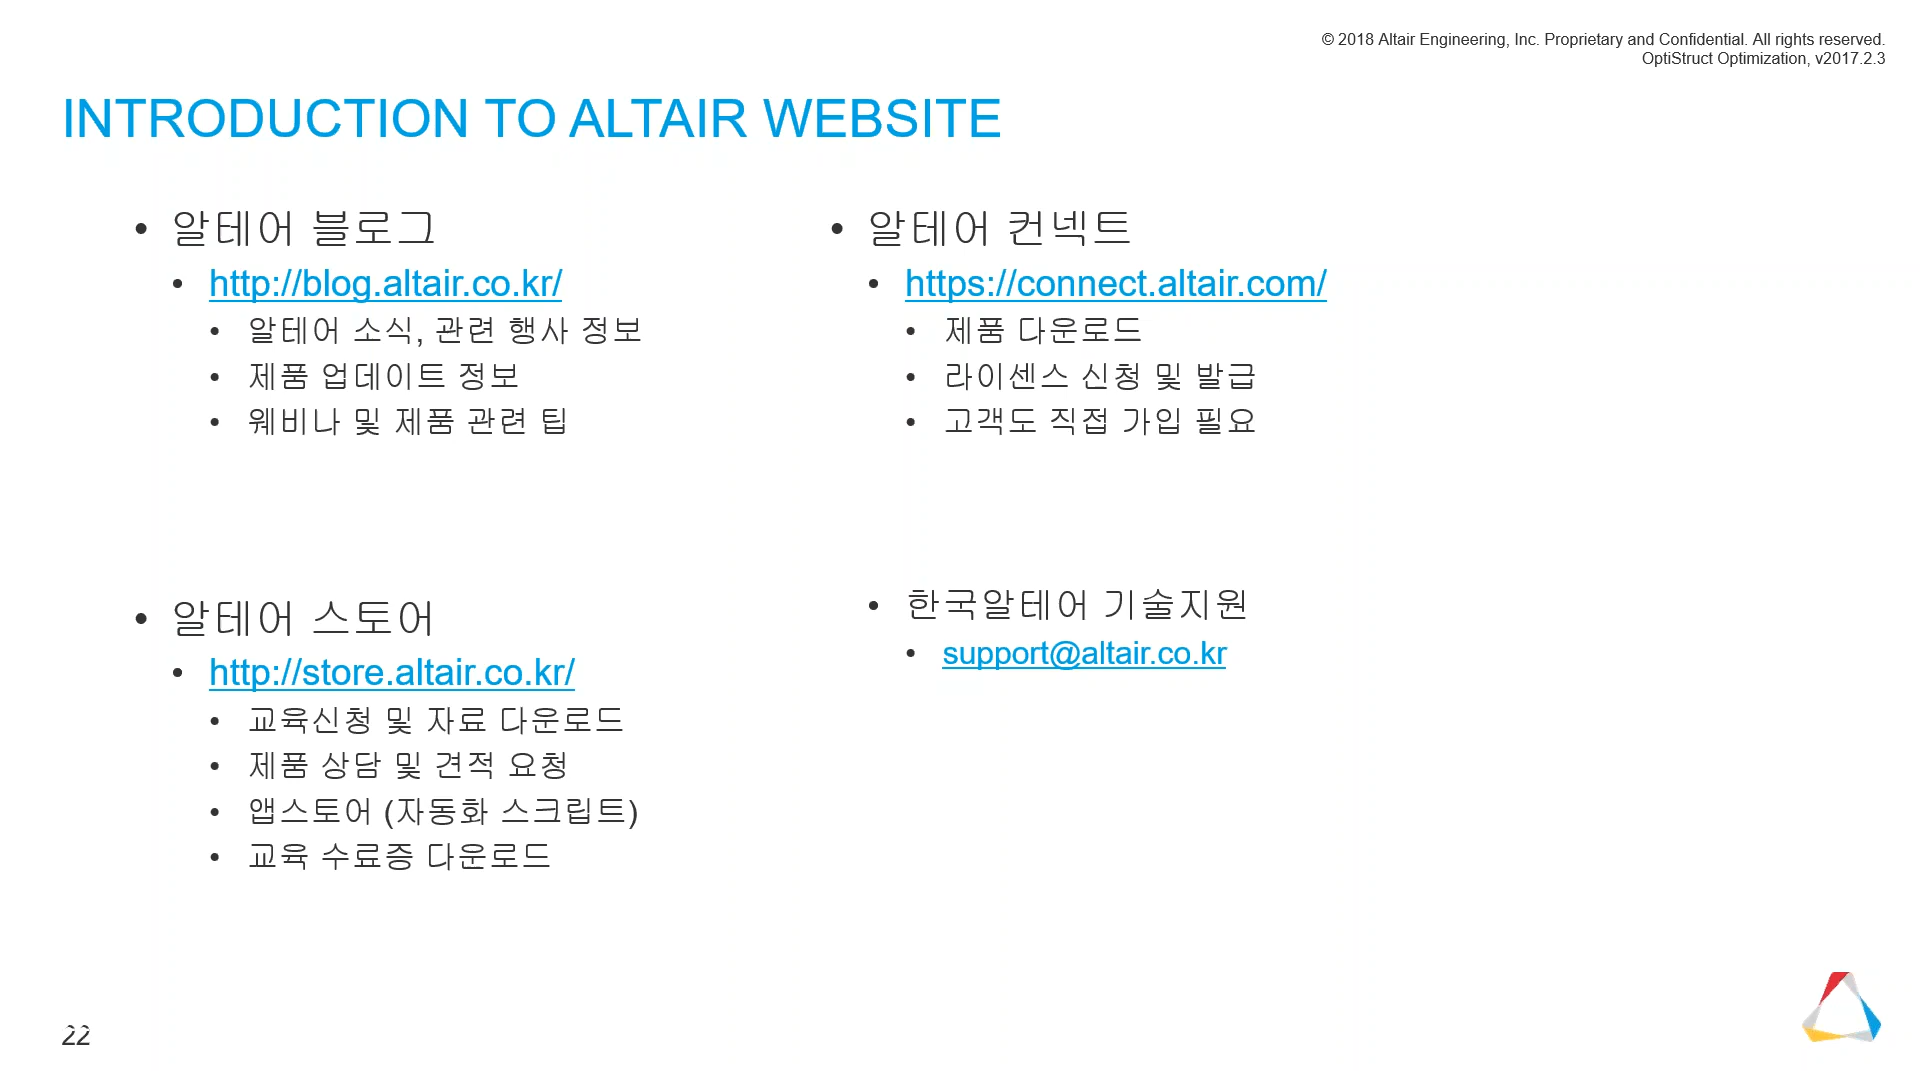 © 2018 Altair Engineering, Inc. Proprietary and Confidential. All rights reserved.
OptiStruct Optimization, v2017.2.3
INTRODUCTION TO ALTAIR WEBSITE
• 알테어 블로그
• http://blog.altair.co.kr/
• 알테어 소식, 관련 행사 정보
• 제품 업데이트 정보
• 웨비나 및 제품 관련 팁
• 알테어 스토어
• http://store.altair.co.kr/
• 교육신청 및 자료 다운로드
• 제품 상담 및 견적 요청
• 앱스토어 (자동화 스크립트)
• 교육 수료증 다운로드
• 알테어 컨넥트
• https://connect.altair.com/
• 제품 다운로드
• 라이센스 신청 및 발급
• 고객도 직접 가입 필요
• 한국알테어 기술지원
• support@altair.co.kr
22